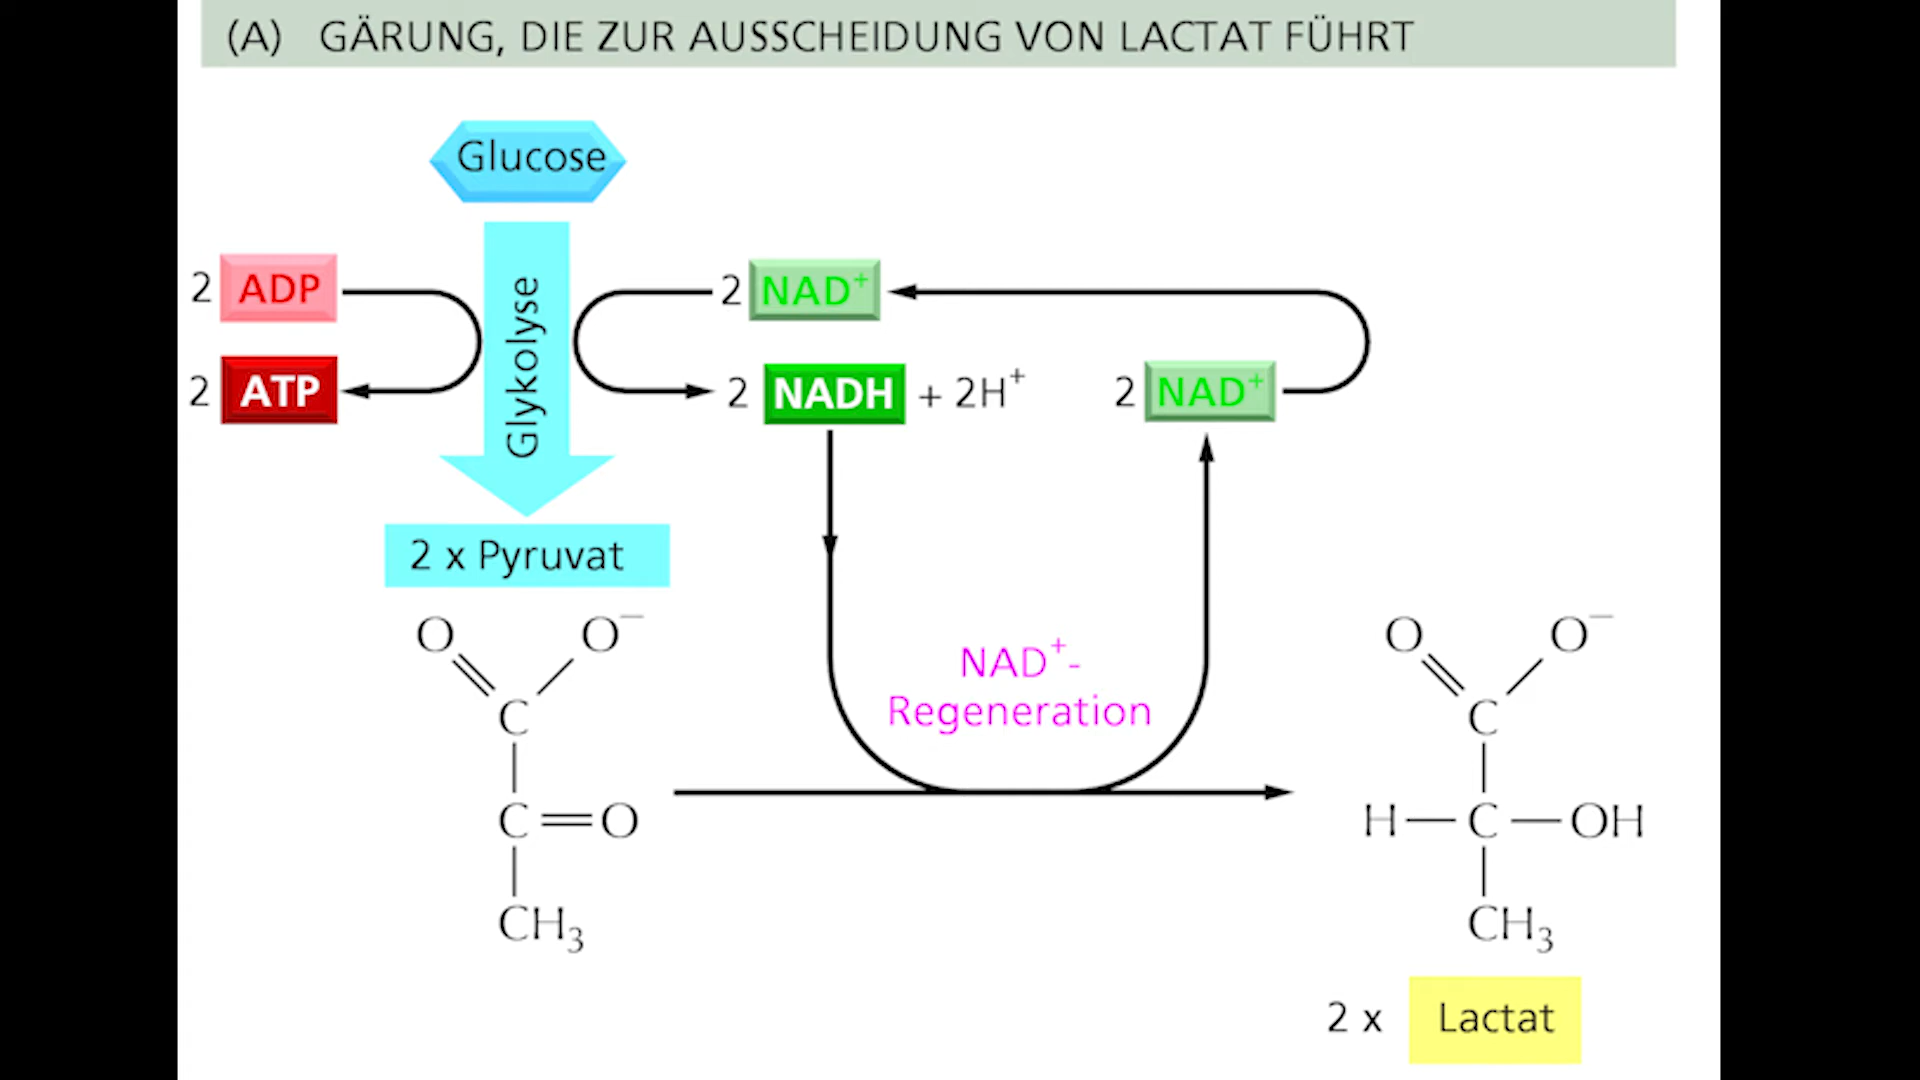 (A) GÄRUNG, DIE ZUR AUSSCHEIDUNG VON LACTAT FÜHRT
Glucose
Glykolyse
2 ADP
2 ATP
2 NAD⁺
2 NADH + 2H⁺
2 NAD⁺
2 x Pyruvat
NAD⁺-
Regeneration
O O⁻
C
C=O
CH₃
O O⁻
C
H—C—OH
CH₃
2 x Lactat